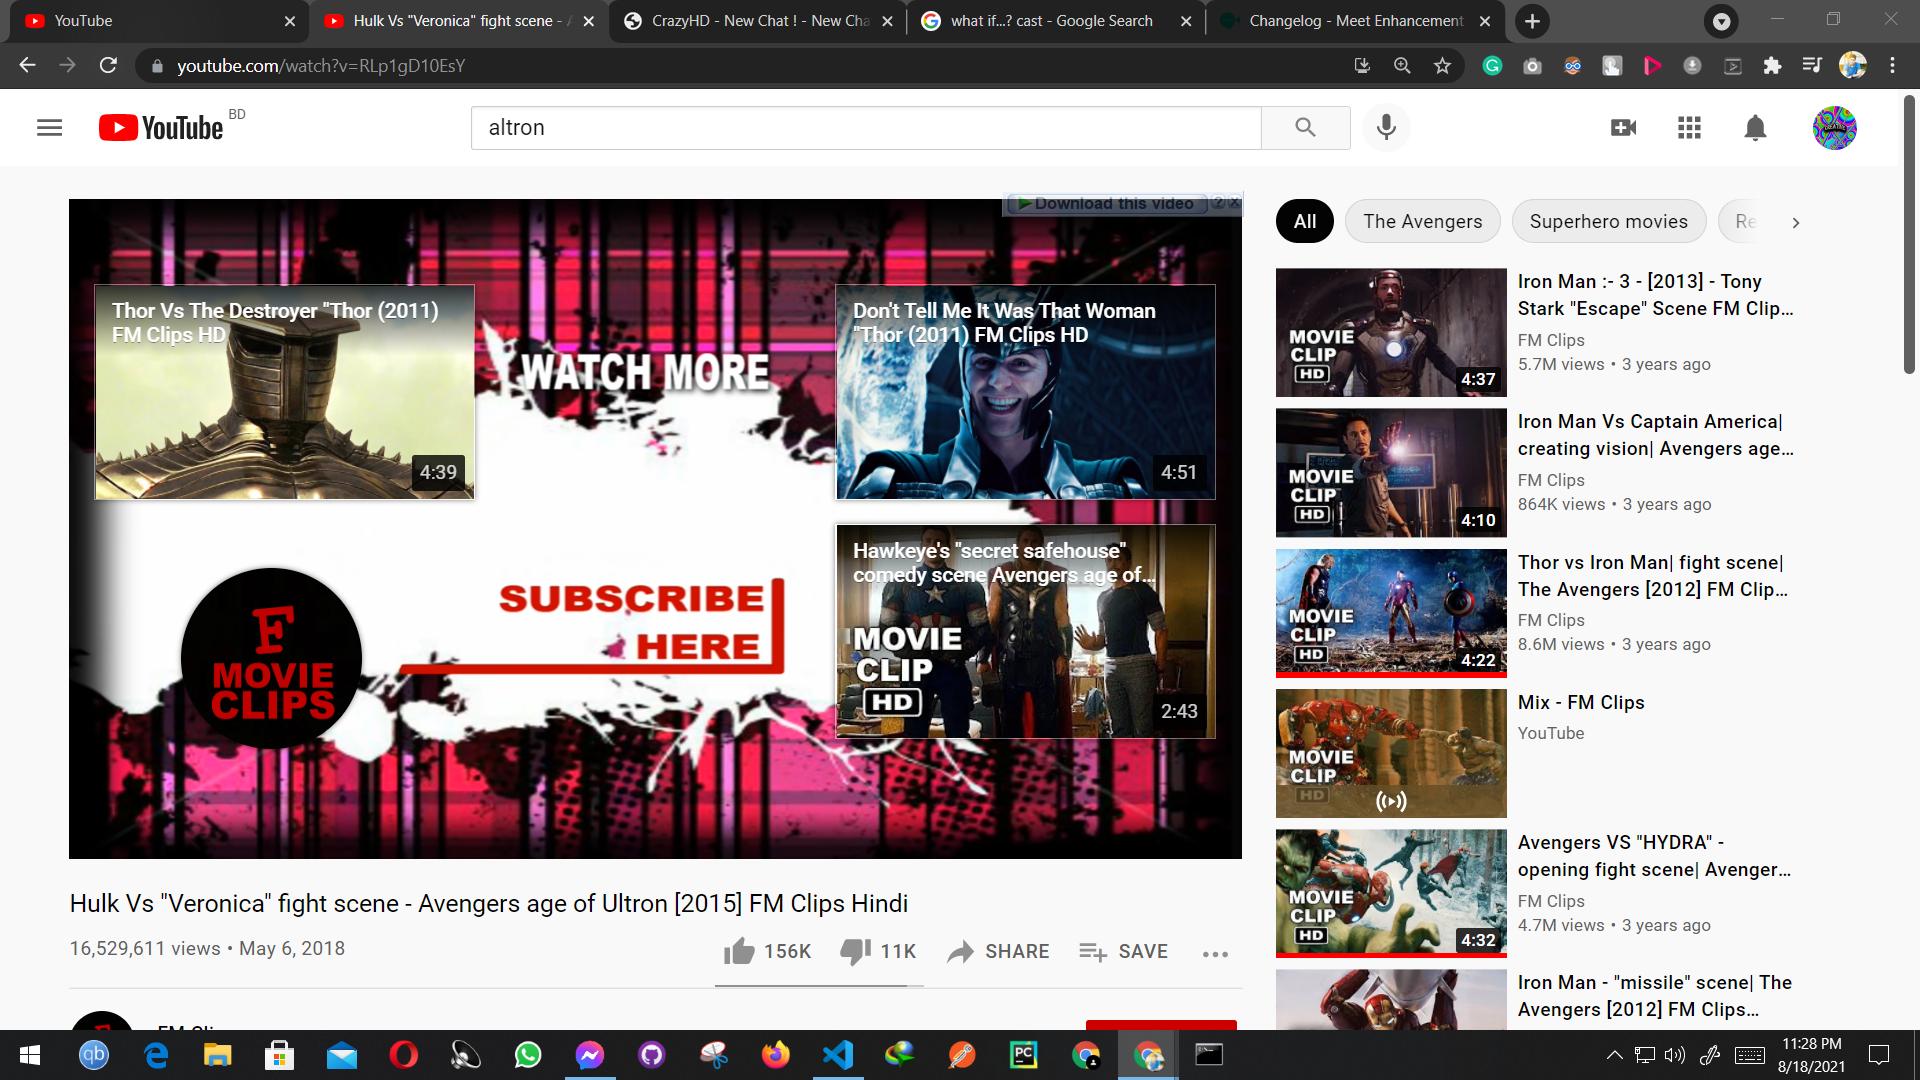 YouTube
Hulk Vs "Veronica" fight scene - A
CrazyHD - New Chat ! - New Cha
what if...? cast - Google Search
Changelog - Meet Enhancement
youtube.com/watch?v=RLp1gD10EsY
YouTube BD
altron
Download this video
Thor Vs The Destroyer "Thor (2011)
FM Clips HD
4:39
WATCH MORE
Don't Tell Me It Was That Woman
"Thor (2011) FM Clips HD
4:51
Hawkeye's "secret safehouse"
comedy scene Avengers age of...
MOVIE
CLIP
HD
2:43
SUBSCRIBE
HERE
F
MOVIE
CLIPS
Hulk Vs "Veronica" fight scene - Avengers age of Ultron [2015] FM Clips Hindi
16,529,611 views • May 6, 2018
156K
11K
SHARE
SAVE
All
The Avengers
Superhero movies
Re
MOVIE
CLIP
HD
4:37
Iron Man :- 3 - [2013] - Tony
Stark "Escape" Scene FM Clip...
FM Clips
5.7M views • 3 years ago
MOVIE
CLIP
HD
4:10
Iron Man Vs Captain America|
creating vision| Avengers age...
FM Clips
864K views • 3 years ago
MOVIE
CLIP
HD
4:22
Thor vs Iron Man| fight scene|
The Avengers [2012] FM Clip...
FM Clips
8.6M views • 3 years ago
MOVIE
CLIP
HD
Mix - FM Clips
YouTube
MOVIE
CLIP
HD
4:32
Avengers VS "HYDRA" -
opening fight scene| Avenger...
FM Clips
4.7M views • 3 years ago
Iron Man - "missile" scene| The
Avengers [2012] FM Clips...
qb
PC
11:28 PM
8/18/2021